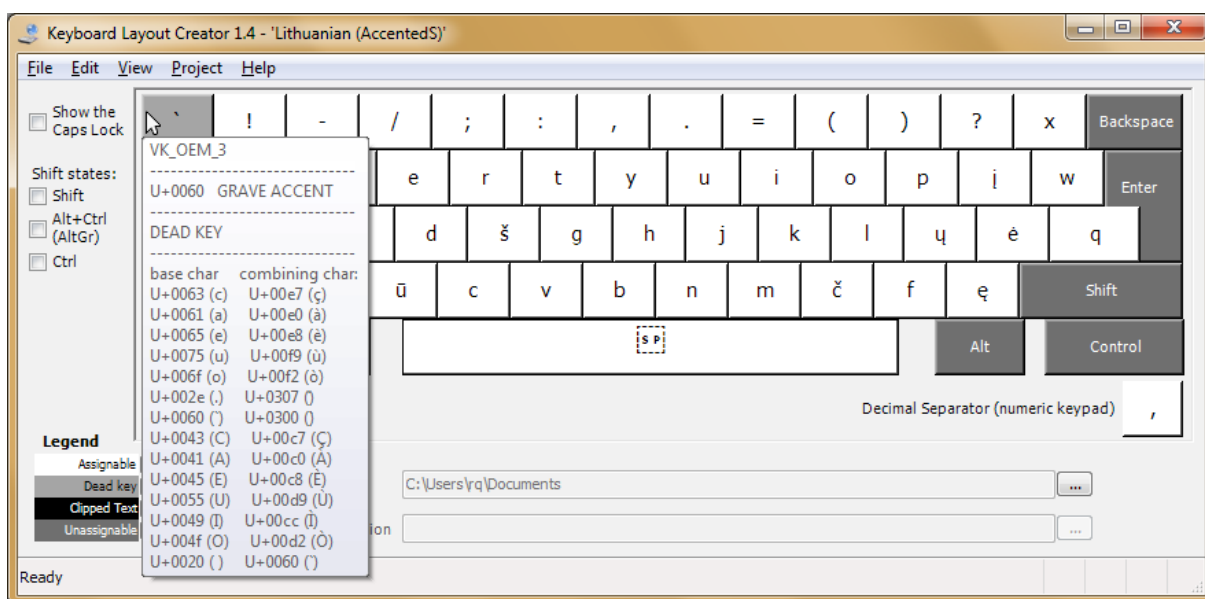 Keyboard Layout Creator 1.4 - 'Lithuanian (AccentedS)'
File Edit View Project Help
Show the
Caps Lock
` ! - / ; : , . = ( ) ? x Backspace
VK_OEM_3
--------------------------------
U+0060 GRAVE ACCENT
--------------------------------
DEAD KEY
--------------------------------
base char combining char:
U+0063 (c) U+00e7 (ç)
U+0061 (a) U+00e0 (à)
U+0065 (e) U+00e8 (è)
U+0075 (u) U+00f9 (ù)
U+006f (o) U+00f2 (ò)
U+002e (.) U+0307 ()
U+0060 (`) U+0300 ()
U+0043 (C) U+00c7 (Ç)
U+0041 (A) U+00c0 (À)
U+0045 (E) U+00c8 (È)
U+0055 (U) U+00d9 (Ù)
U+0049 (I) U+00cc (Ì)
U+004f (O) U+00d2 (Ò)
U+0020 ( ) U+0060 (`)
Shift states:
Shift
Alt+Ctrl
(AltGr)
Ctrl
e r t y u i o p į w Enter
d š g h j k l ų ė q
ū c v b n m č f ę Shift
SP Alt Control
Decimal Separator (numeric keypad) ,
Legend
Assignable
Dead key
Clipped Text
Unassignable
C:\Users\rq\Documents ...
ion ...
Ready